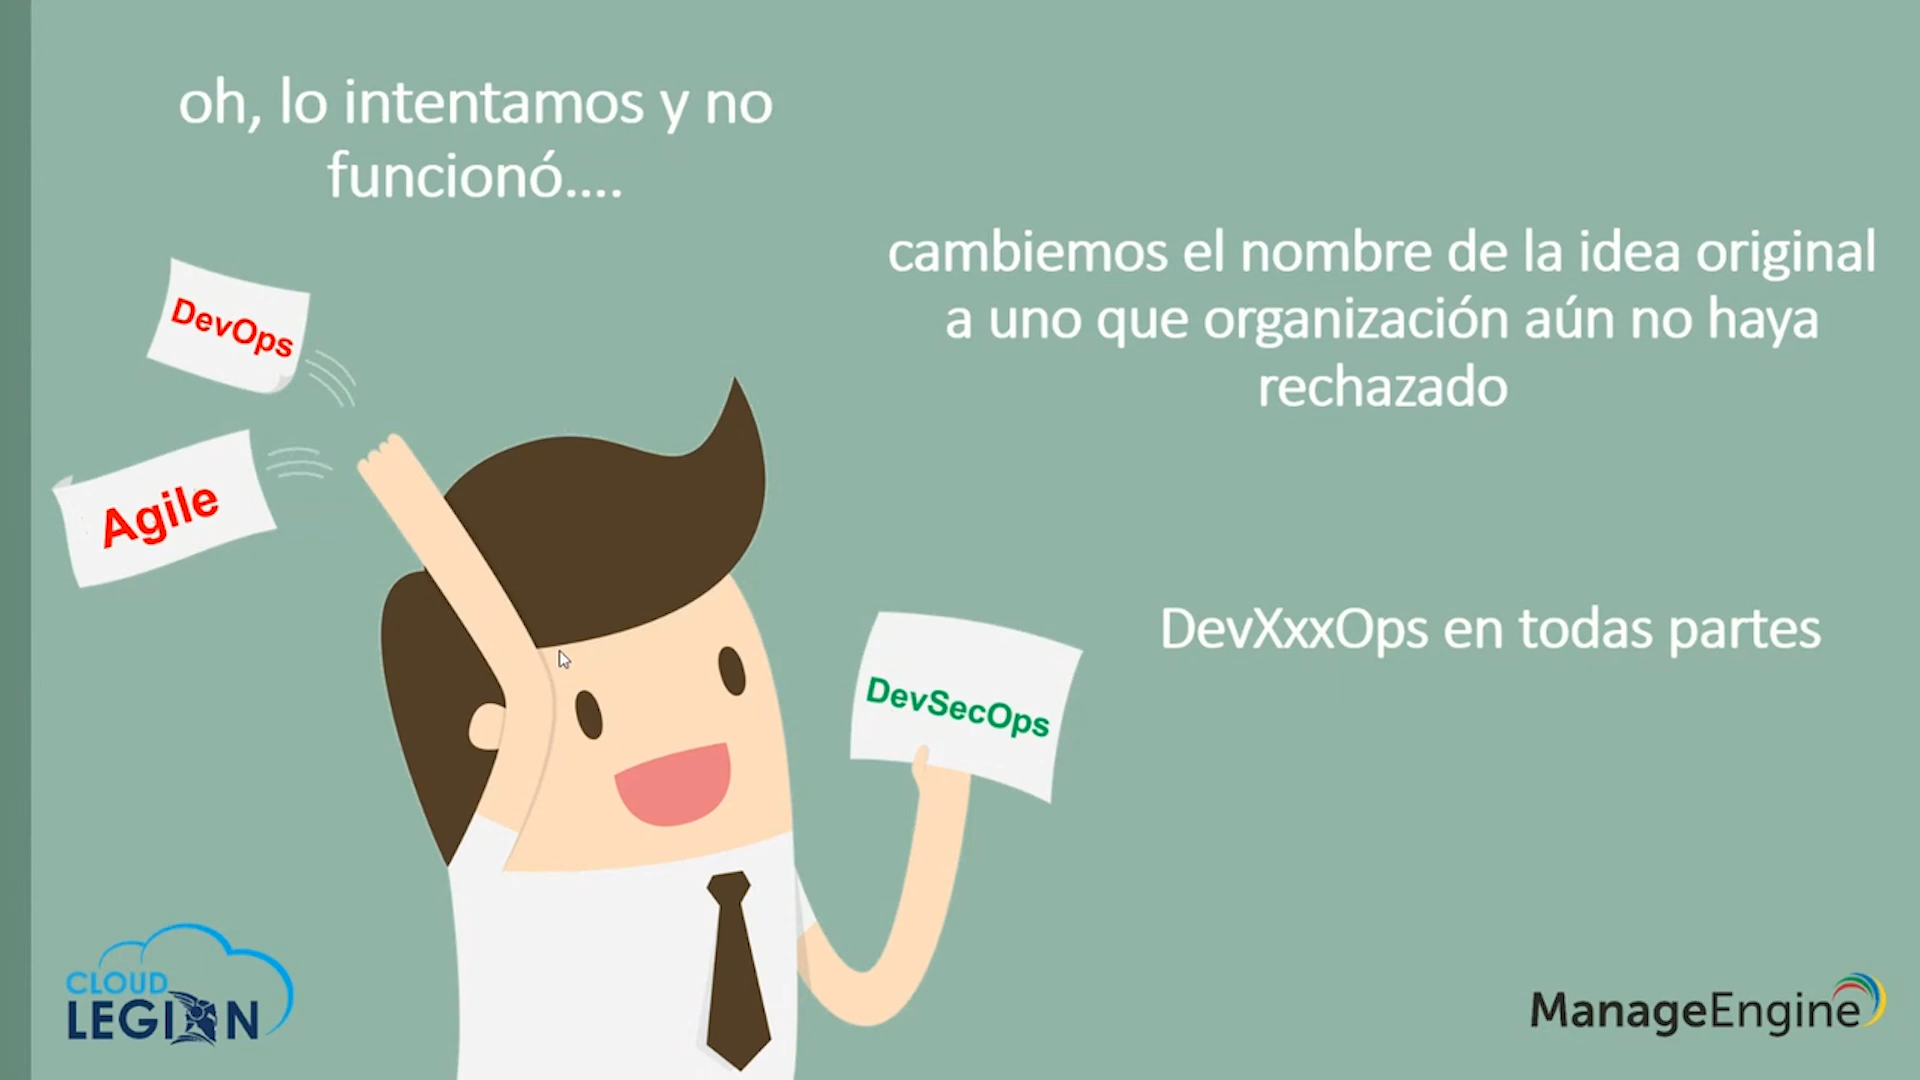 oh, lo intentamos y no
funcionó....
cambiemos el nombre de la idea original
a uno que organización aún no haya
rechazado
DevOps
Agile
DevSecOps
DevXxxOps en todas partes
CLOUD
LEGION
ManageEngine